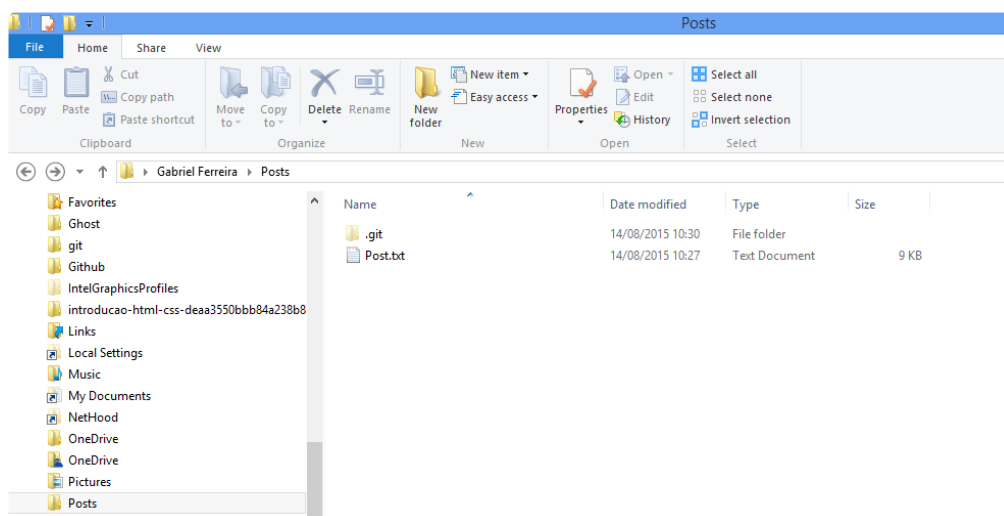 Posts
File Home Share View
Copy
Paste
Cut
Copy path
Paste shortcut
Clipboard
Move to
Copy to
Delete
Rename
Organize
New folder
New item
Easy access
New
Properties
Open
Edit
History
Open
Select all
Select none
Invert selection
Select
Gabriel Ferreira Posts
Favorites
Ghost
git
Github
IntelGraphicsProfiles
introducao-html-css-deaa3550bbb84a238b8
Links
Local Settings
Music
My Documents
NetHood
OneDrive
OneDrive
Pictures
Posts
Name Date modified Type Size
.git 14/08/2015 10:30 File folder
Post.txt 14/08/2015 10:27 Text Document 9 KB